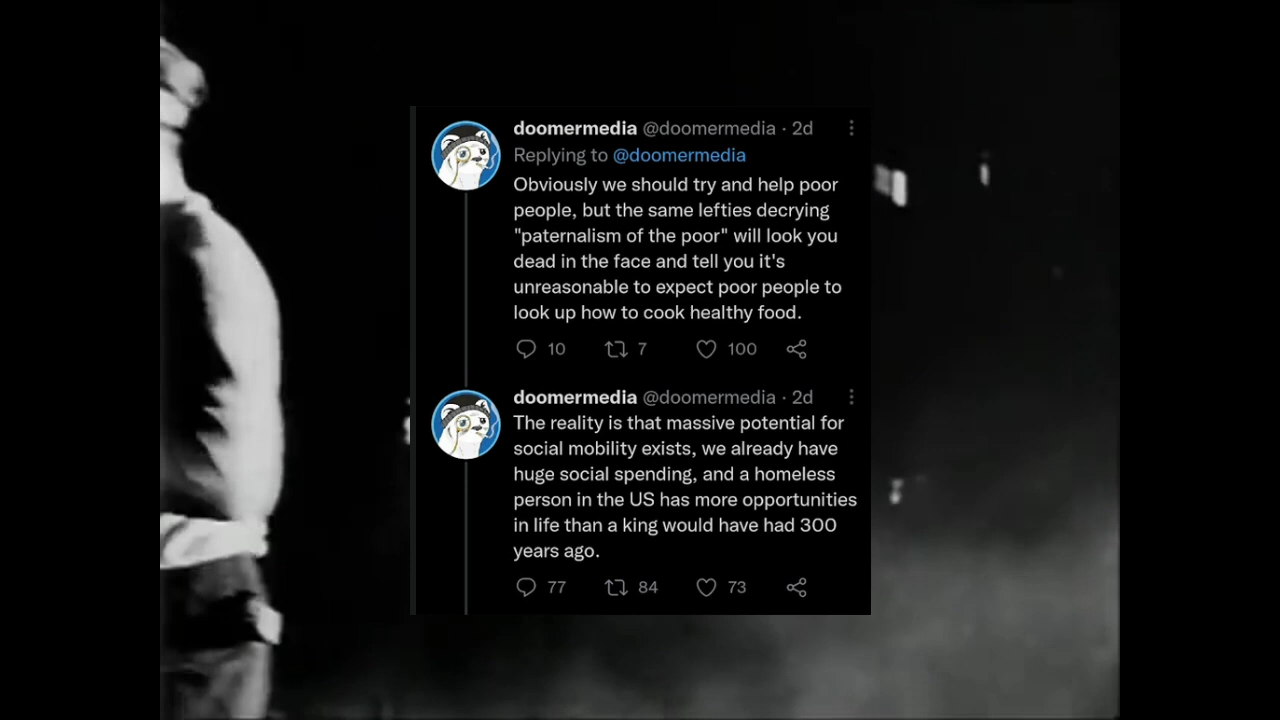 doomermedia @doomermedia · 2d
Replying to @doomermedia
Obviously we should try and help poor
people, but the same lefties decrying
"paternalism of the poor" will look you
dead in the face and tell you it's
unreasonable to expect poor people to
look up how to cook healthy food.
10 7 100
doomermedia @doomermedia · 2d
The reality is that massive potential for
social mobility exists, we already have
huge social spending, and a homeless
person in the US has more opportunities
in life than a king would have had 300
years ago.
77 84 73